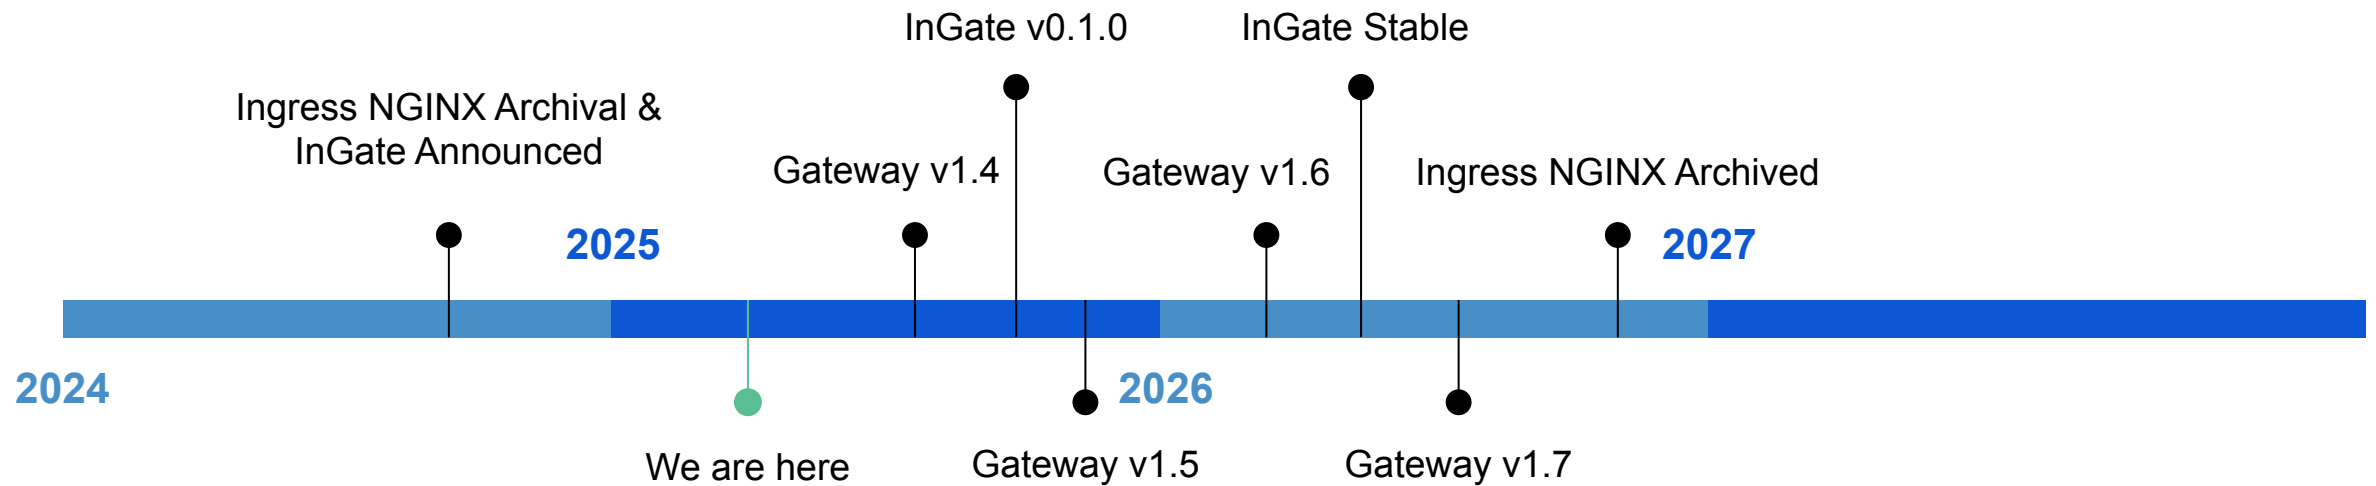 InGate v0.1.0
InGate Stable
Ingress NGINX Archival &
InGate Announced
Gateway v1.4
Gateway v1.6
Ingress NGINX Archived
2025
2027
2024
2026
We are here
Gateway v1.5
Gateway v1.7